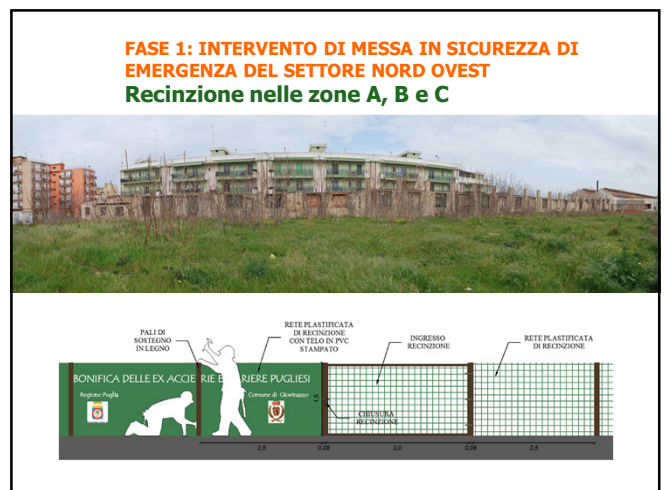 FASE 1: INTERVENTO DI MESSA IN SICUREZZA DI
EMERGENZA DEL SETTORE NORD OVEST
Recinzione nelle zone A, B e C
PALI DI
SOSTEGNO
IN LEGNO
RETE PLASTIFICATA
DI RECINZIONE
CON TELO IN PVC
STAMPATO
INGRESSO
RECINZIONE
RETE PLASTIFICATA
DI RECINZIONE
BONIFICA DELLE EX ACCIE RIE E RIERE PUGLIESI
Regione Puglia
Comune di Giovinazzo
1.5
CHIUSURA
RECINZIONE
2.5
0.08
3.0
0.08
2.5